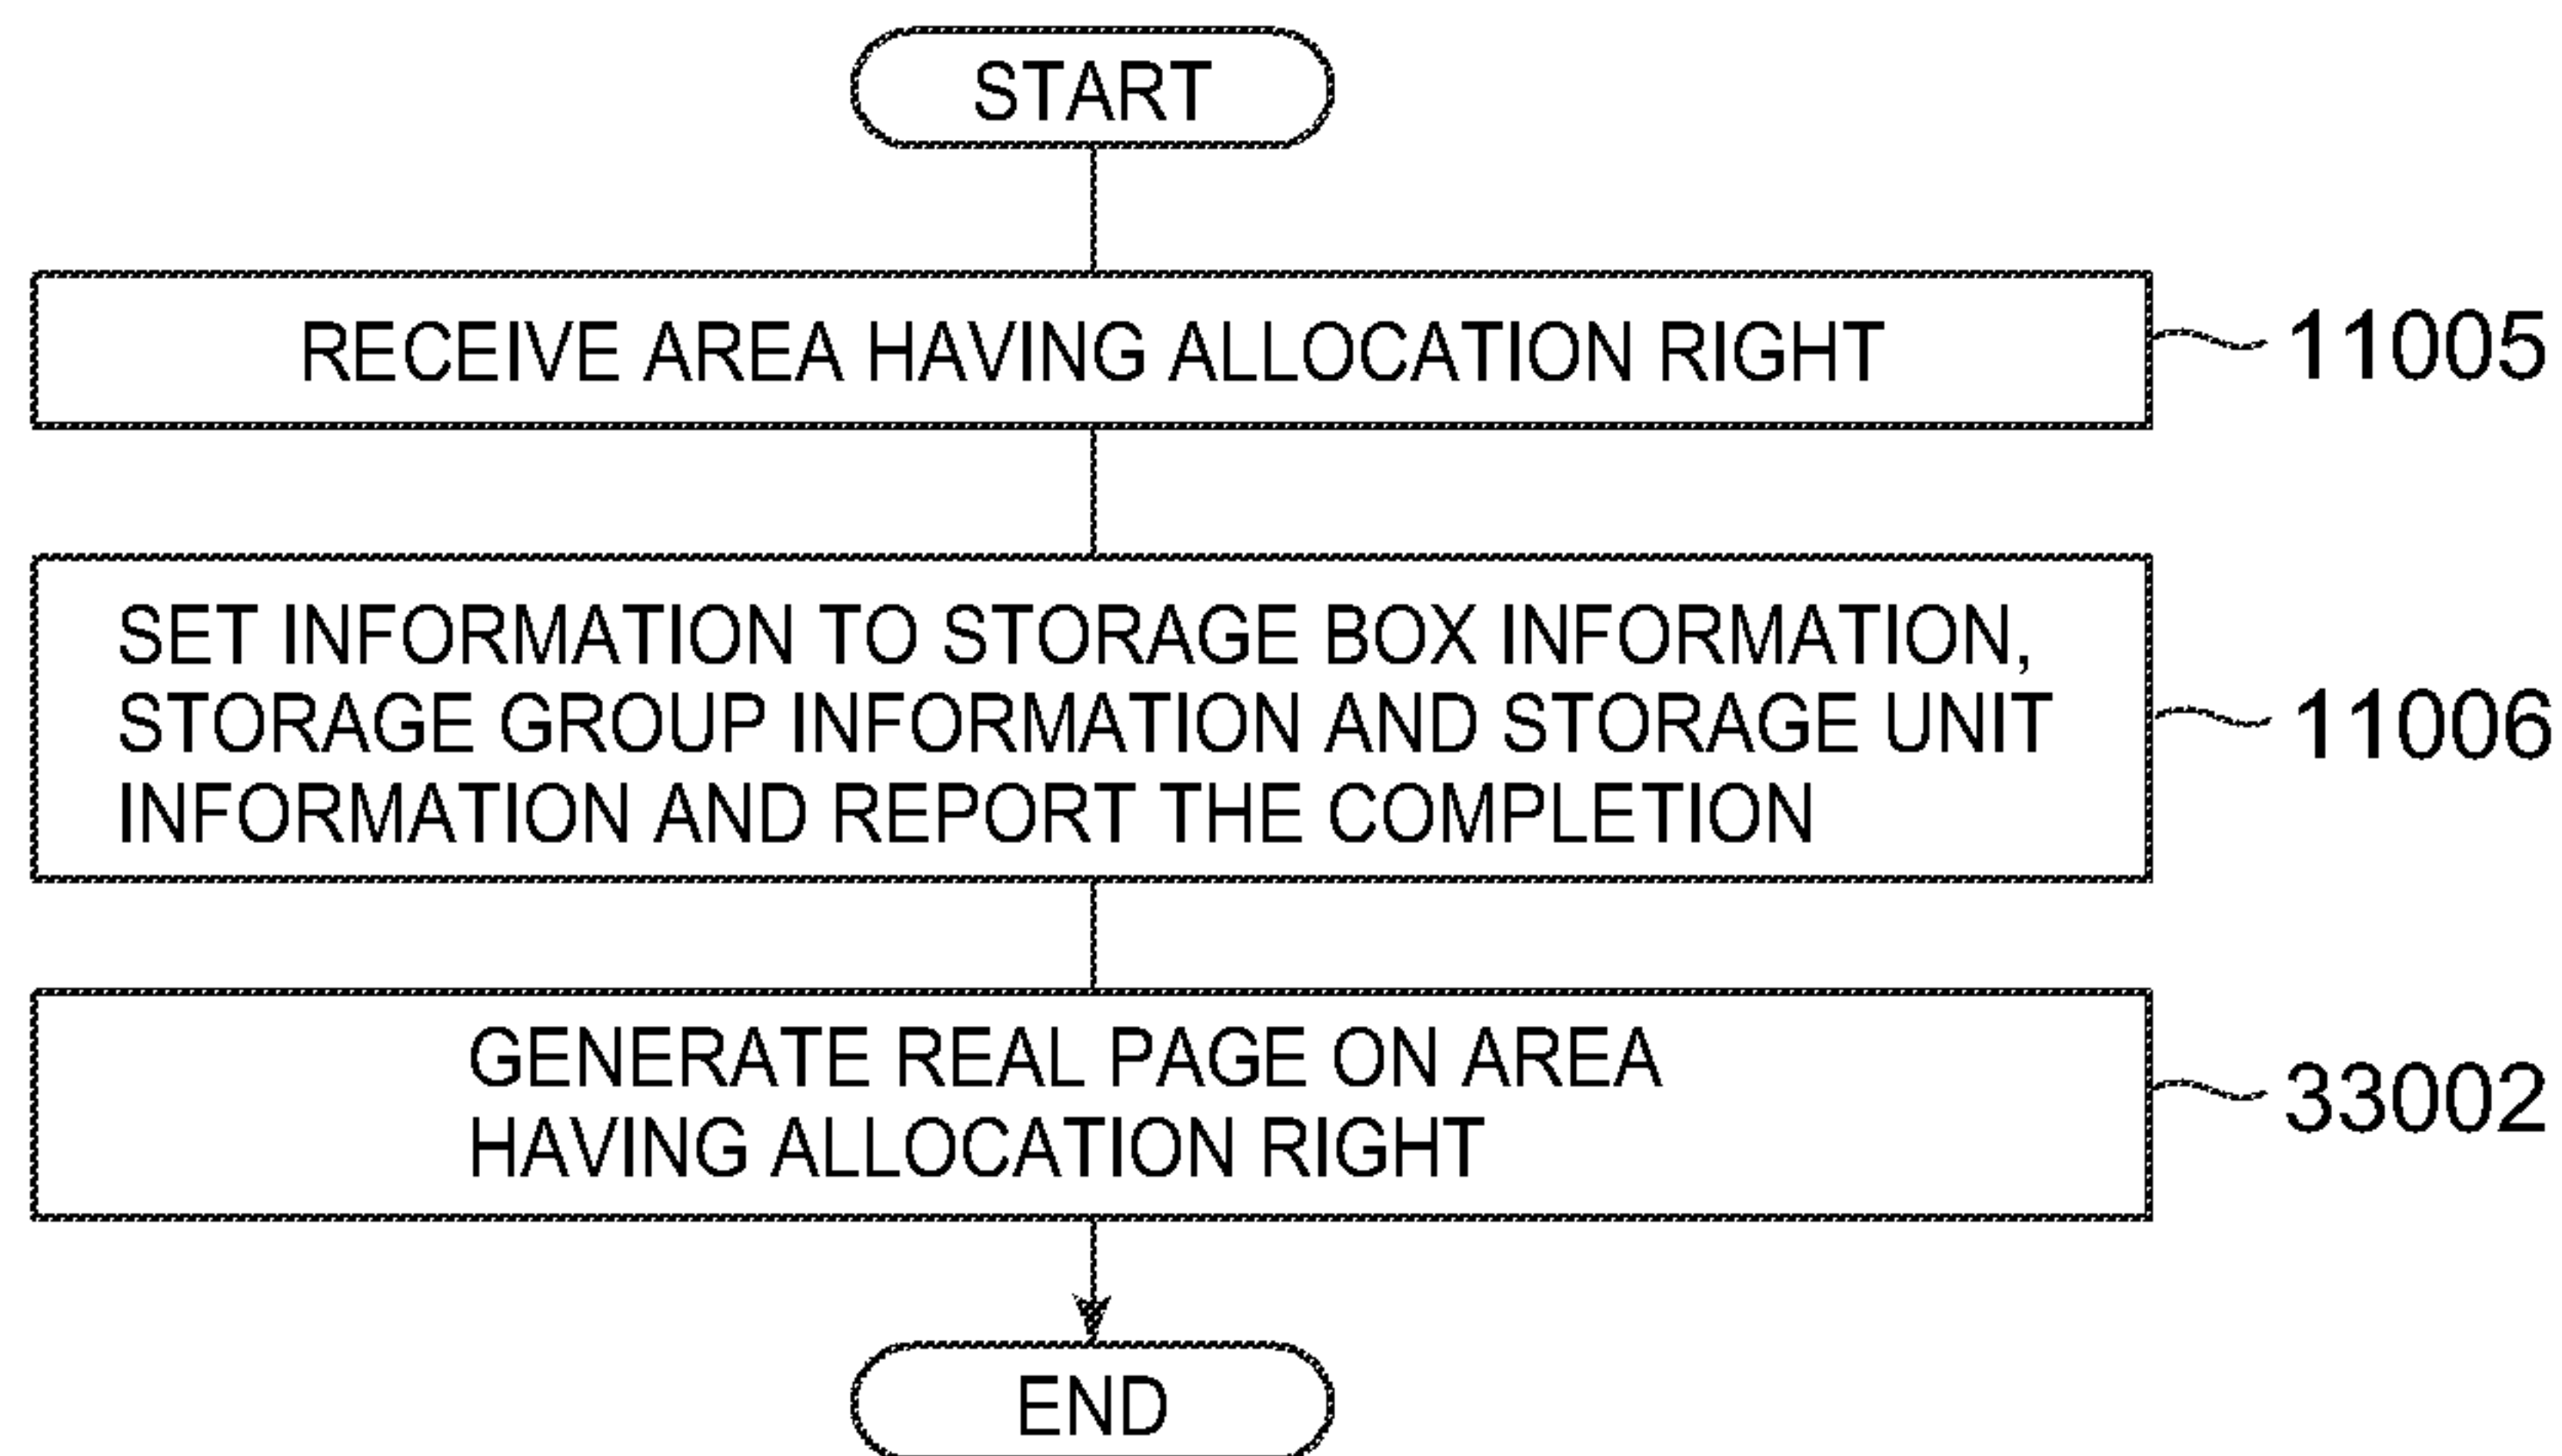 START
RECEIVE AREA HAVING ALLOCATION RIGHT
11005
SET INFORMATION TO STORAGE BOX INFORMATION,
STORAGE GROUP INFORMATION AND STORAGE UNIT
INFORMATION AND REPORT THE COMPLETION
11006
GENERATE REAL PAGE ON AREA
HAVING ALLOCATION RIGHT
33002
END